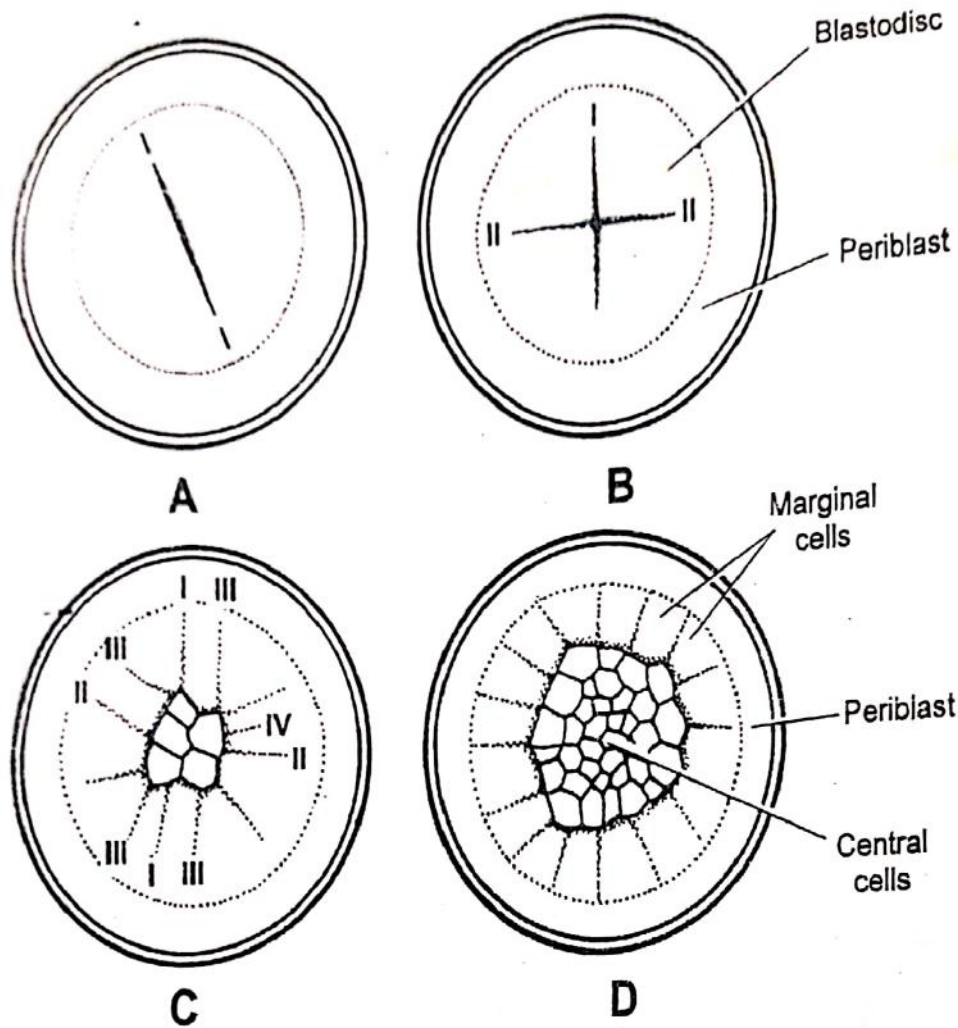 I
I
A
Blastodisc
I
II
II
Periblast
B
I
III
III
II
IV
II
III
I
III
C
Marginal
cells
Periblast
Central
cells
D